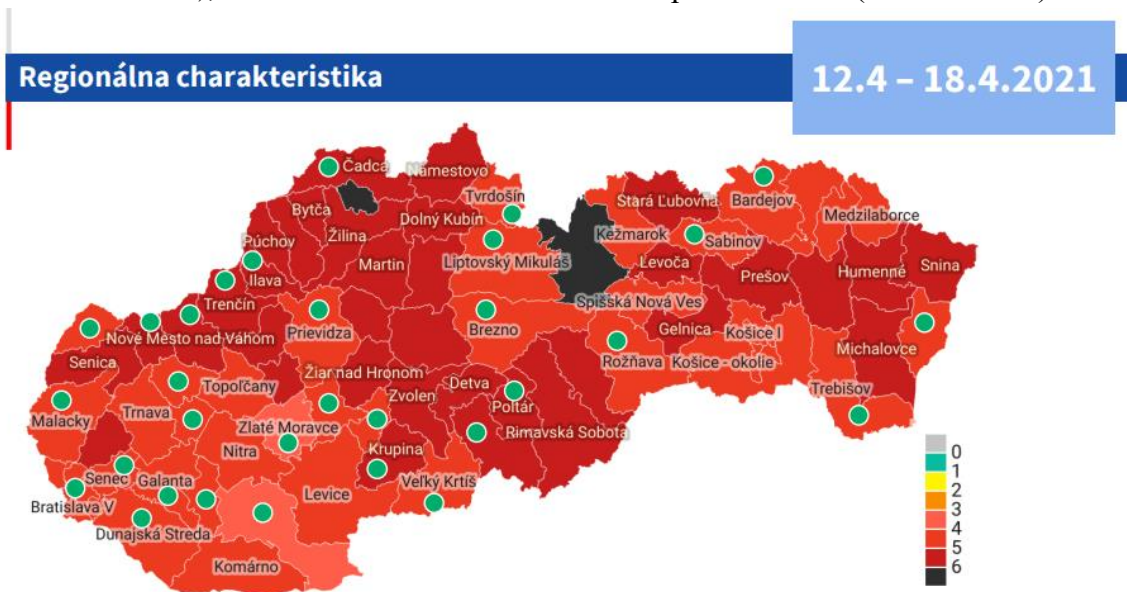 Regionálna charakteristika
12.4 – 18.4.2021
Čadca
Námestovo
Tvrdošín
Bytča
Dolný Kubín
Stará Ľubovňa
Bardejov
Medzilaborce
Púchov
Žilina
Kežmarok
Sabinov
Liptovský Mikuláš
Martin
Levoča
Ilava
Prešov
Humenné
Snina
Trenčín
Spišská Nová Ves
Nové Město nad Váhom
Prievidza
Brezno
Gelnica
Košice I
Senica
Michalovce
Rožňava
Košice - okolie
Topoľčany
Žiar nad Hronom
Detva
Trebišov
Zvolen
Poltár
Malacky
Trnava
Zlaté Moravce
Rimavská Sobota
Nitra
Krupina
Senec
Galanta
Veľký Krtíš
Levice
Bratislava V
Dunajská Streda
Komárno
0
1
2
3
4
5
6